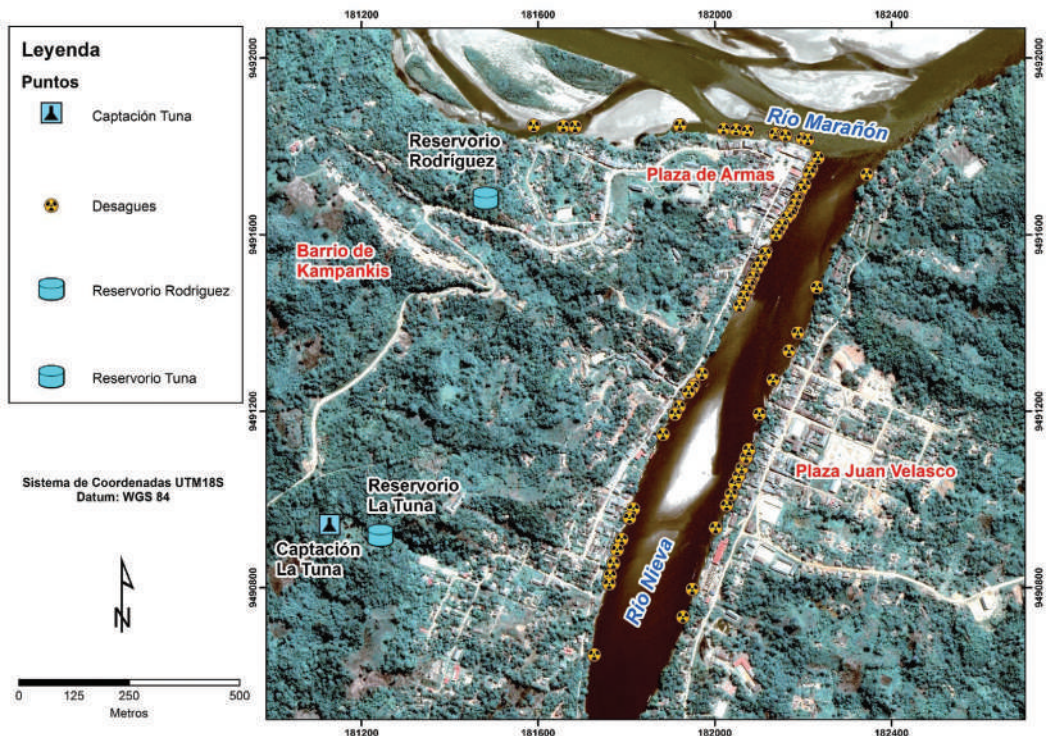 Leyenda
Puntos
Captación Tuna
Desagues
Reservorio Rodriguez
Reservorio Tuna
Sistema de Coordenadas UTM18S
Datum: WGS 84
N
0 125 250 500
Metros
181200 181600 182000 182400
9492000
9491600
9491200
9490800
9492000
9491600
9491200
9490800
Río Marañón
Reservorio
Rodríguez
Plaza de Armas
Barrio de
Kampankis
Plaza Juan Velasco
Reservorio
La Tuna
Captación
La Tuna
Río Nieva
181200 181600 182000 182400